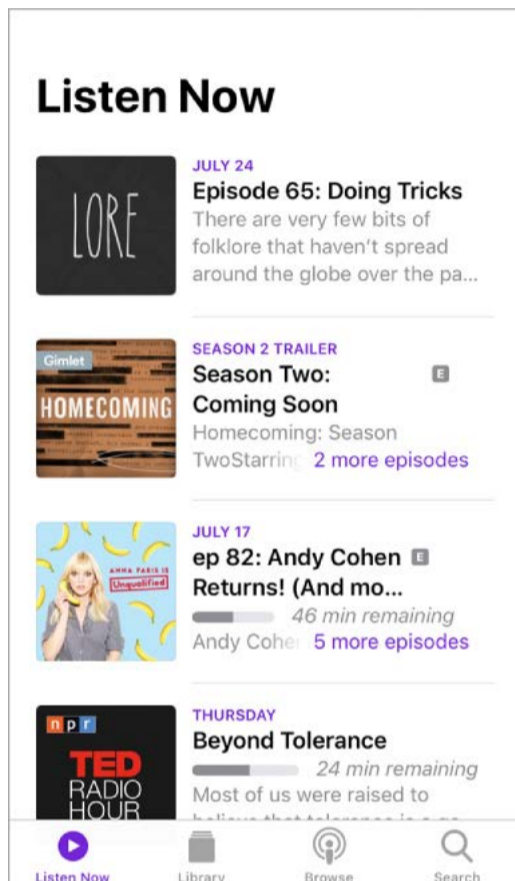 Listen Now
LORE
JULY 24
Episode 65: Doing Tricks
There are very few bits of
folklore that haven't spread
around the globe over the pa...
Gimlet
HOMECOMING
SEASON 2 TRAILER
Season Two: E
Coming Soon
Homecoming: Season
TwoStarring 2 more episodes
ANNA FARIS IS
Unqualified
JULY 17
ep 82: Andy Cohen E
Returns! (And mo...
46 min remaining
Andy Cohe 5 more episodes
npr
TED
RADIO
HOUR
THURSDAY
Beyond Tolerance
24 min remaining
Most of us were raised to
believe that tolerance is a
Listen Now
Library
Browse
Search